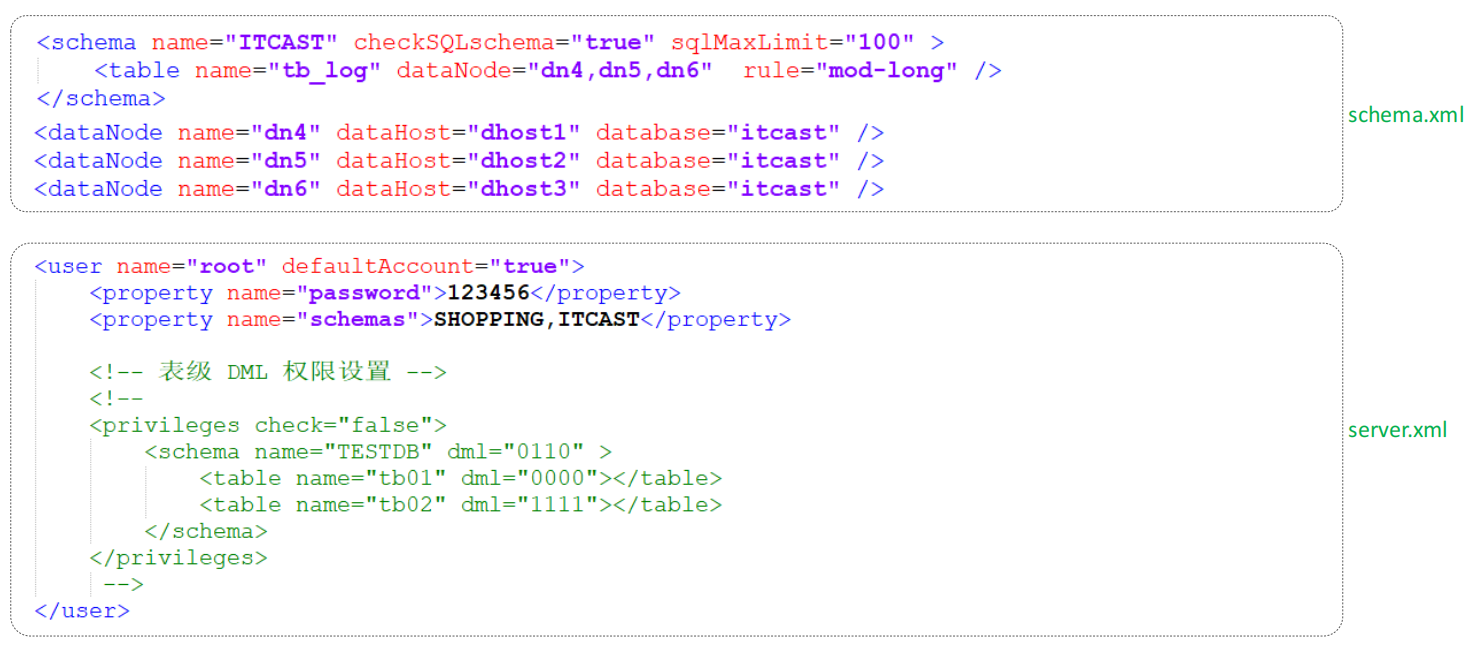 <schema name="ITCAST" checkSQLschema="true" sqlMaxLimit="100" >
<table name="tb_log" dataNode="dn4,dn5,dn6" rule="mod-long" />
</schema>
<dataNode name="dn4" dataHost="dhost1" database="itcast" />
<dataNode name="dn5" dataHost="dhost2" database="itcast" />
<dataNode name="dn6" dataHost="dhost3" database="itcast" />
schema.xml
<user name="root" defaultAccount="true">
<property name="password">123456</property>
<property name="schemas">SHOPPING,ITCAST</property>
<!-- 表级 DML 权限设置 -->
<!--
<privileges check="false">
<schema name="TESTDB" dml="0110" >
<table name="tb01" dml="0000"></table>
<table name="tb02" dml="1111"></table>
</schema>
</privileges>
-->
</user>
server.xml